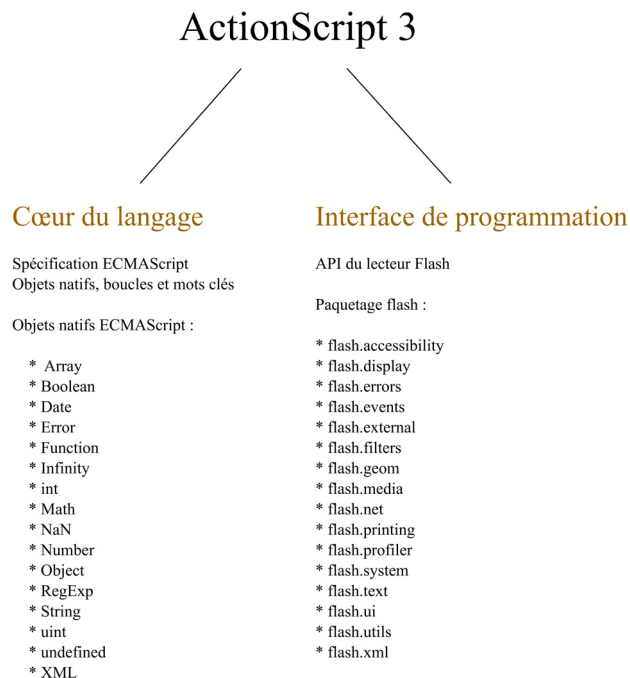 ActionScript 3
Cœur du langage
Spécification ECMAScript
Objets natifs, boucles et mots clés
Objets natifs ECMAScript :
* Array
* Boolean
* Date
* Error
* Function
* Infinity
* int
* Math
* NaN
* Number
* Object
* RegExp
* String
* uint
* undefined
* XML
Interface de programmation
API du lecteur Flash
Paquetage flash :
* flash.accessibility
* flash.display
* flash.errors
* flash.events
* flash.external
* flash.filters
* flash.geom
* flash.media
* flash.net
* flash.printing
* flash.profiler
* flash.system
* flash.text
* flash.ui
* flash.utils
* flash.xml